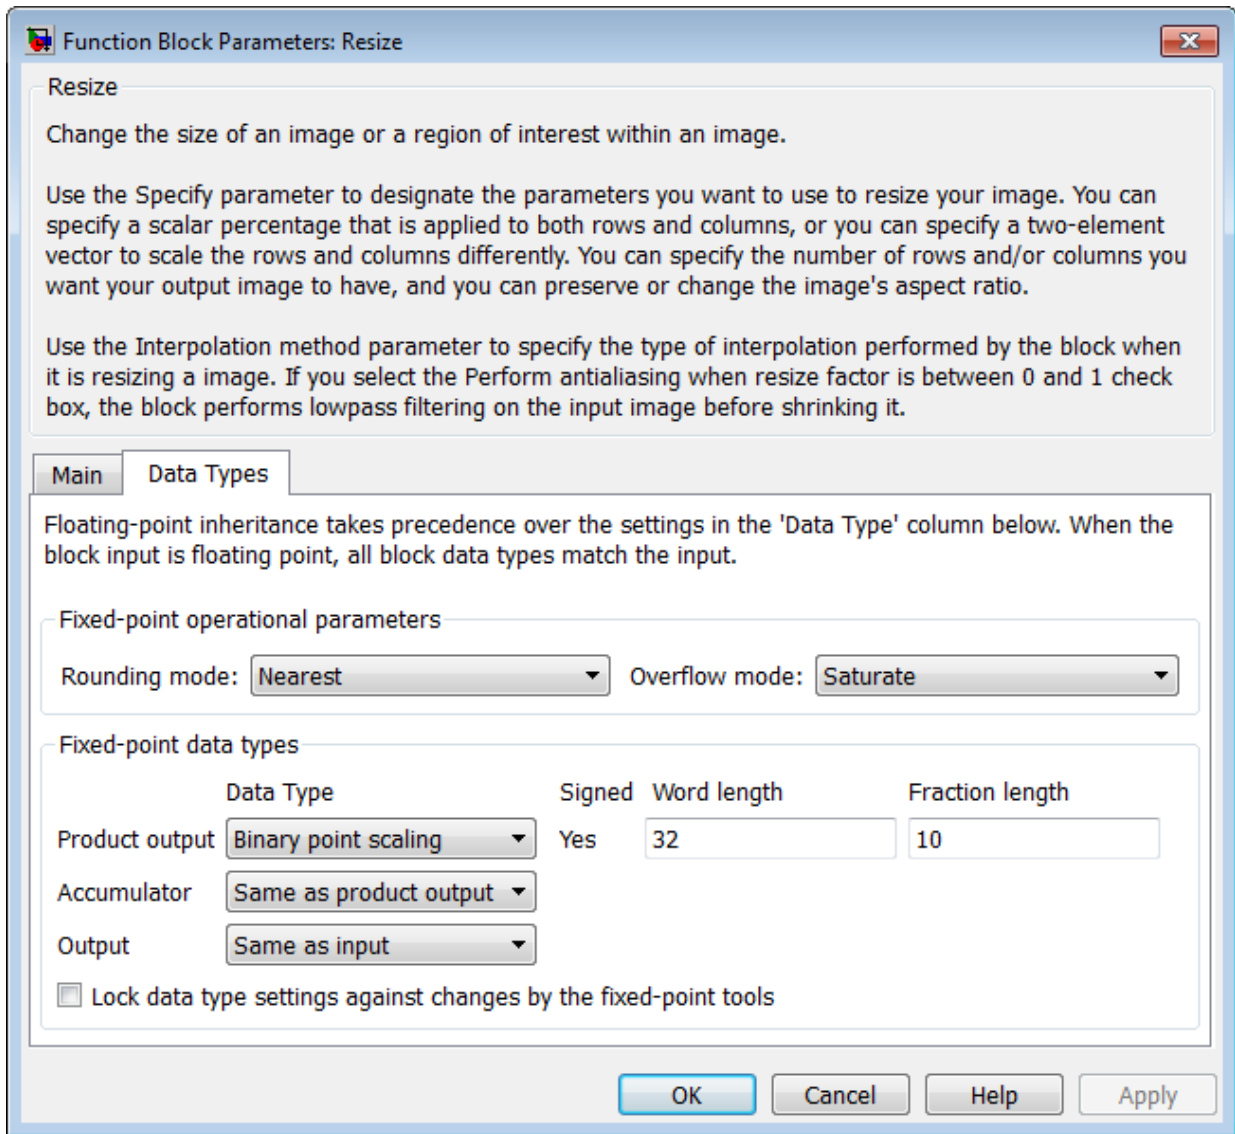 Function Block Parameters: Resize
Resize
Change the size of an image or a region of interest within an image.
Use the Specify parameter to designate the parameters you want to use to resize your image. You can
specify a scalar percentage that is applied to both rows and columns, or you can specify a two-element
vector to scale the rows and columns differently. You can specify the number of rows and/or columns you
want your output image to have, and you can preserve or change the image's aspect ratio.
Use the Interpolation method parameter to specify the type of interpolation performed by the block when
it is resizing a image. If you select the Perform antialiasing when resize factor is between 0 and 1 check
box, the block performs lowpass filtering on the input image before shrinking it.
Main Data Types
Floating-point inheritance takes precedence over the settings in the 'Data Type' column below. When the
block input is floating point, all block data types match the input.
Fixed-point operational parameters
Rounding mode: Nearest Overflow mode: Saturate
Fixed-point data types
Data Type Signed Word length Fraction length
Product output Binary point scaling Yes 32 10
Accumulator Same as product output
Output Same as input
Lock data type settings against changes by the fixed-point tools
OK Cancel Help Apply